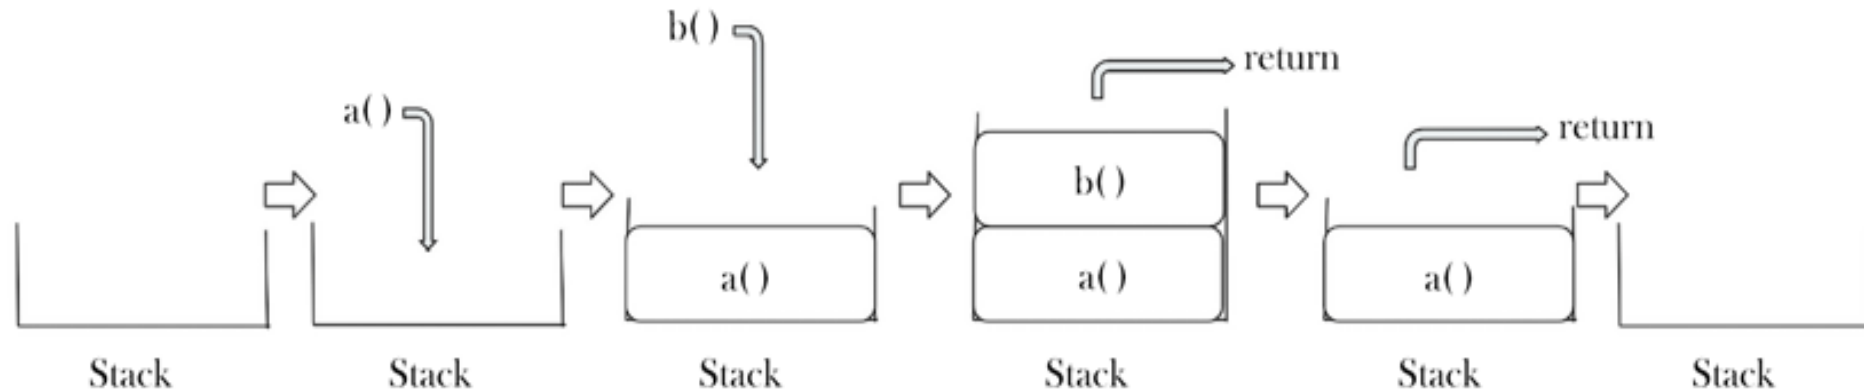 b()
return
a()
return
b()
a()
a()
a()
Stack
Stack
Stack
Stack
Stack
Stack